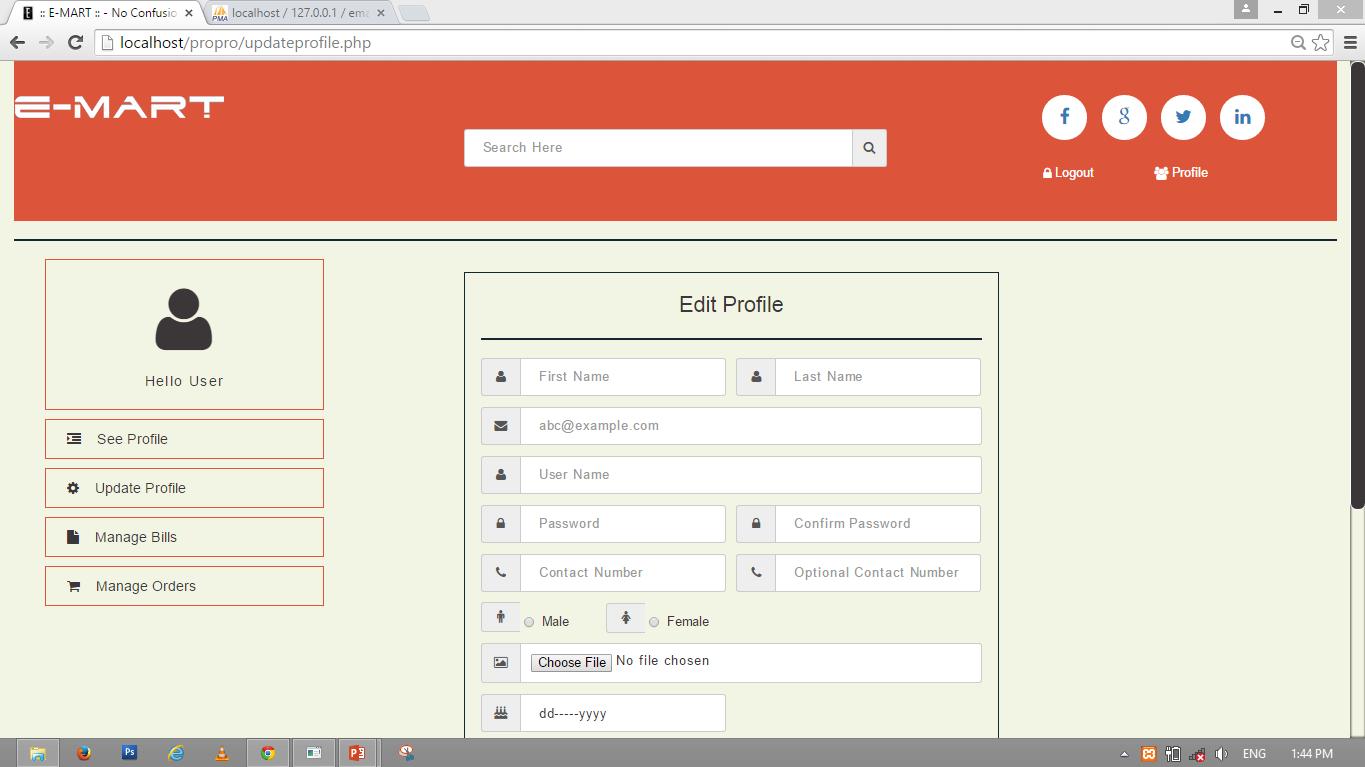 :: E-MART :: - No Confusio
localhost / 127.0.0.1 / ema
localhost/propro/updateprofile.php
E-MART
Search Here
Logout
Profile
Hello User
See Profile
Update Profile
Manage Bills
Manage Orders
Edit Profile
First Name
Last Name
abc@example.com
User Name
Password
Confirm Password
Contact Number
Optional Contact Number
Male
Female
Choose File No file chosen
dd-----yyyy
ENG
1:44 PM